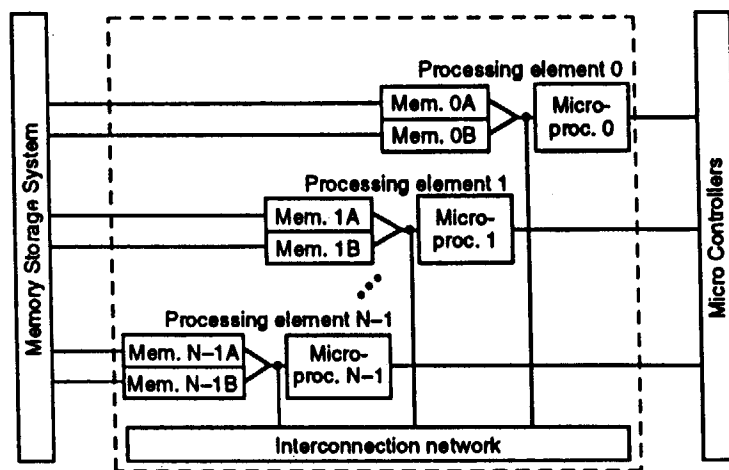 Memory Storage System
Processing element 0
Mem. 0A
Mem. 0B
Micro-
proc. 0
Processing element 1
Mem. 1A
Mem. 1B
Micro-
proc. 1
Processing element N–1
Mem. N–1A
Mem. N–1B
Micro-
proc. N–1
Interconnection network
Micro Controllers